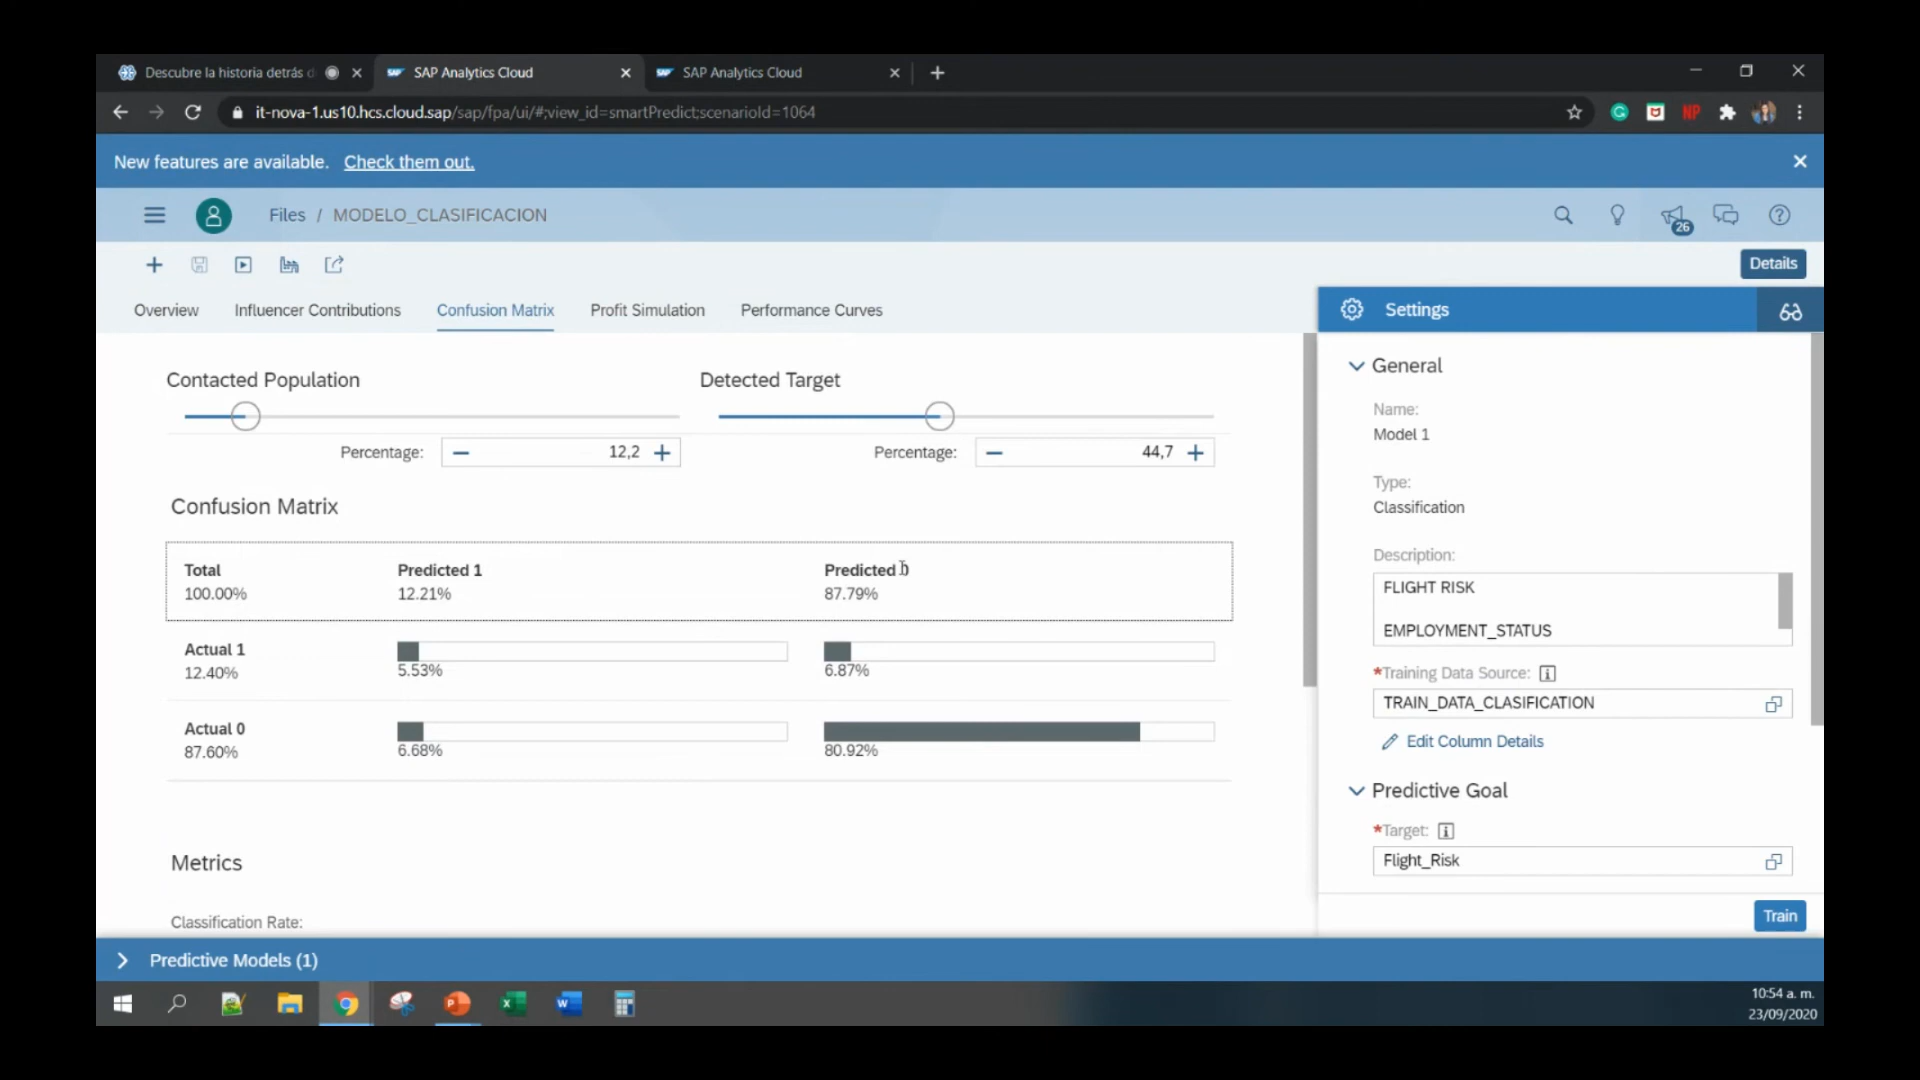 Descubre la historia detrás d
SAP Analytics Cloud
SAP Analytics Cloud
it-nova-1.us10.hcs.cloud.sap/sap/fpa/ui/#;view_id=smartPredict;scenarioId=1064
New features are available. Check them out.
Files / MODELO_CLASIFICACION
26
Details
Overview
Influencer Contributions
Confusion Matrix
Profit Simulation
Performance Curves
Settings
Contacted Population
Detected Target
Percentage: 12,2
Percentage: 44,7
Confusion Matrix
Total Predicted 1 Predicted 0
100.00% 12.21% 87.79%
Actual 1
12.40% 5.53% 6.87%
Actual 0
87.60% 6.68% 80.92%
Metrics
Classification Rate:
General
Name:
Model 1
Type:
Classification
Description:
FLIGHT RISK
EMPLOYMENT_STATUS
*Training Data Source:
TRAIN_DATA_CLASIFICATION
Edit Column Details
Predictive Goal
*Target:
Flight_Risk
Train
Predictive Models (1)
10:54 a. m.
23/09/2020